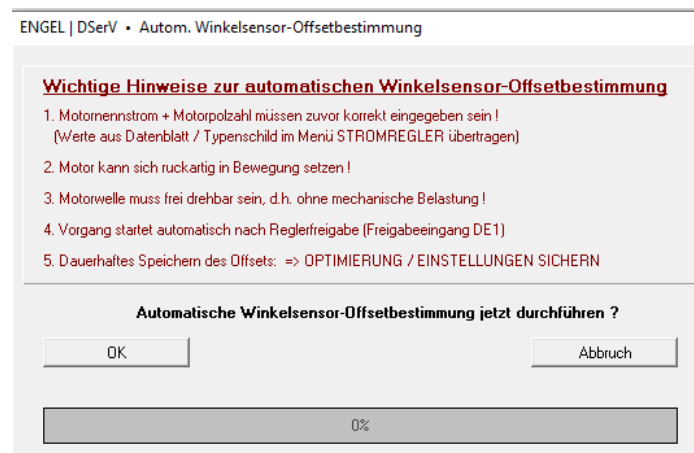 ENGEL | DSerV • Autom. Winkelsensor-Offsetbestimmung
Wichtige Hinweise zur automatischen Winkelsensor-Offsetbestimmung
1. Motornennstrom + Motorpolzahl müssen zuvor korrekt eingegeben sein !
(Werte aus Datenblatt / Typenschild im Menü STROMREGLER übertragen)
2. Motor kann sich ruckartig in Bewegung setzen !
3. Motorwelle muss frei drehbar sein, d.h. ohne mechanische Belastung !
4. Vorgang startet automatisch nach Reglerfreigabe (Freigabeeingang DE1)
5. Dauerhaftes Speichern des Offsets: => OPTIMIERUNG / EINSTELLUNGEN SICHERN
Automatische Winkelsensor-Offsetbestimmung jetzt durchführen ?
OK
Abbruch
0%